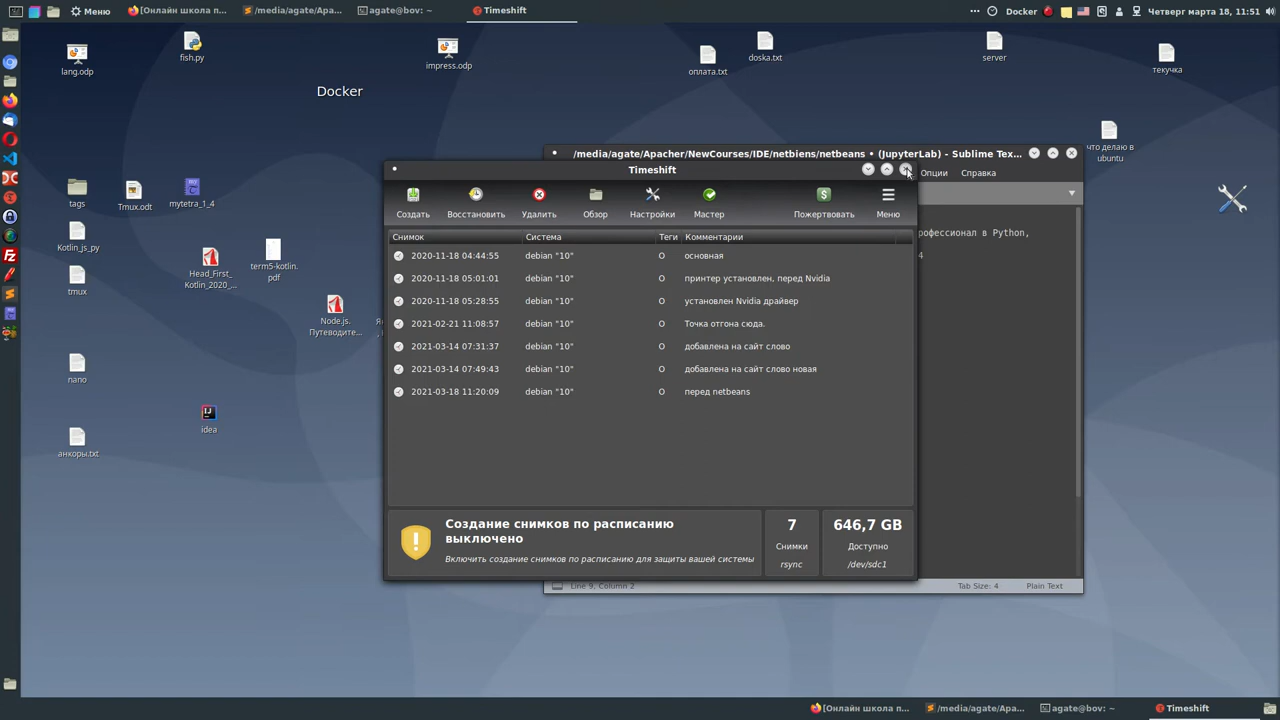 Меню
[Онлайн школа п...
/media/agate/Apa...
agate@bov: ~
Timeshift
Docker
Четверг марта 18, 11:51
lang.odp
fish.py
impress.odp
оплата.txt
doska.txt
server
текучка
Docker
что делаю в
ubuntu
/media/agate/Apacher/NewCourses/IDE/netbiens/netbeans • (JupyterLab) - Sublime Tex...
Timeshift
Опции
Справка
tags
Tmux.odt
mytetra_1_4
Создать
Восстановить
Удалить
Обзор
Настройки
Мастер
Пожертвовать
Меню
Kotlin_js_py
Снимок
Система
Теги
Комментарии
рофессионал в Python,
2020-11-18 04:44:55 debian "10" O основная
4
2020-11-18 05:01:01 debian "10" O принтер установлен, перед Nvidia
2020-11-18 05:28:55 debian "10" O установлен Nvidia драйвер
2021-02-21 11:08:57 debian "10" O Точка отгона сюда.
2021-03-14 07:31:37 debian "10" O добавлена на сайт слово
2021-03-14 07:49:43 debian "10" O добавлена на сайт слово новая
2021-03-18 11:20:09 debian "10" O перед netbeans
Head_First_
Kotlin_2020_...
term5-kotlin.
pdf
tmux
Node.js.
Путеводите...
nano
idea
анкоры.txt
Создание снимков по расписанию
выключено
Включить создание снимков по расписанию для защиты вашей системы
7
Снимки
rsync
646,7 GB
Доступно
/dev/sdc1
Line 9, Column 2
Tab Size: 4
Plain Text
[Онлайн школа п...
/media/agate/Apa...
agate@bov: ~
Timeshift